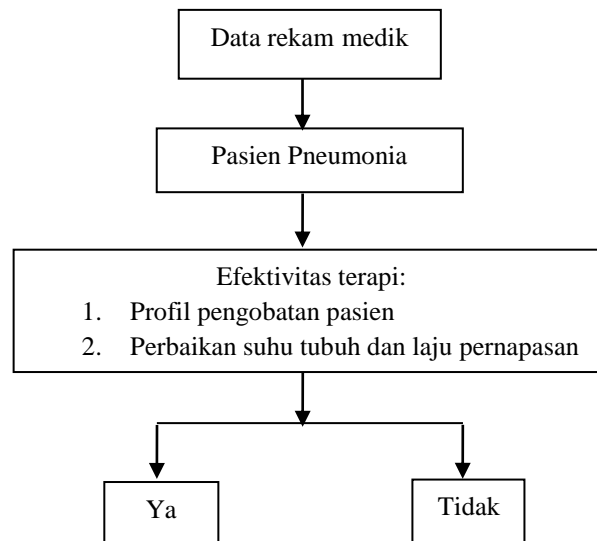 Data rekam medik
Pasien Pneumonia
Efektivitas terapi:
1. Profil pengobatan pasien
2. Perbaikan suhu tubuh dan laju pernapasan
Ya
Tidak